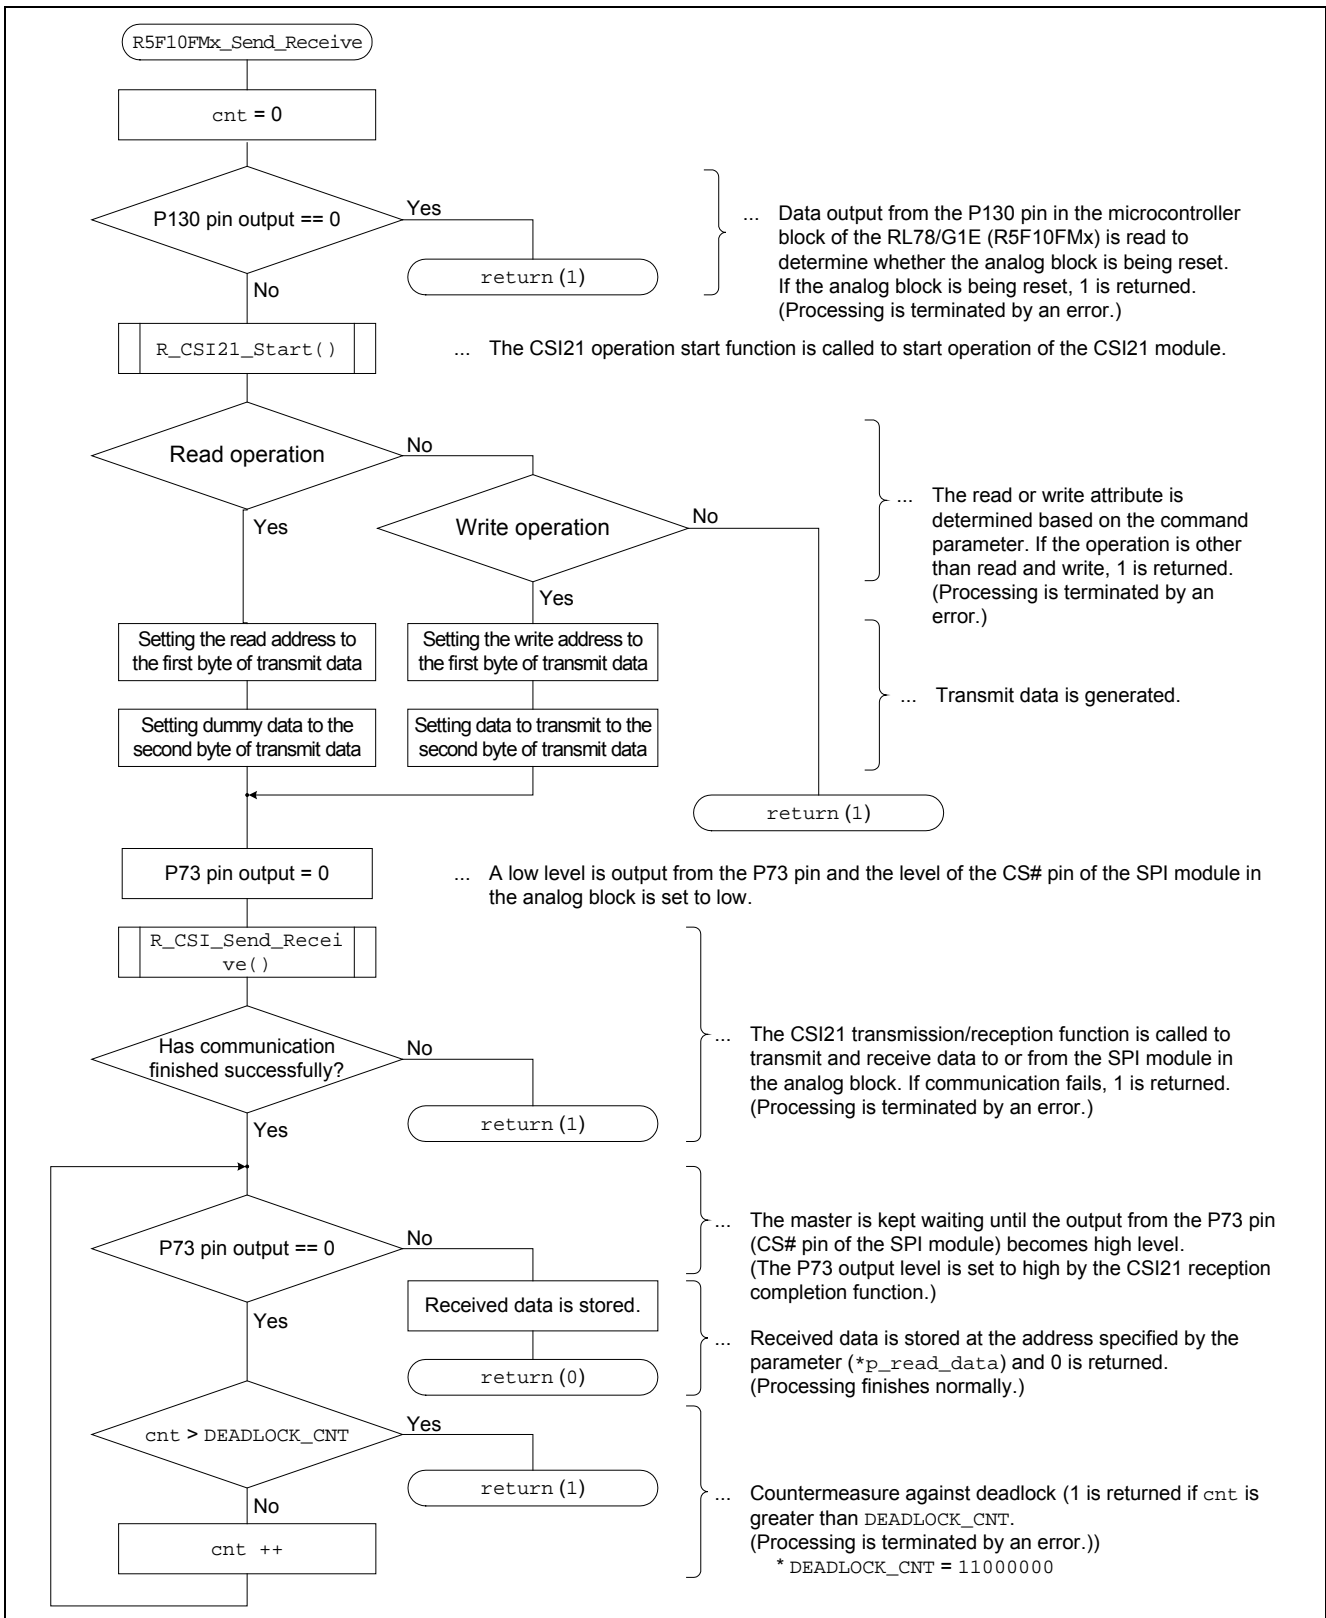 R5F10FMx_Send_Receive
cnt = 0
P130 pin output == 0
Yes
return (1)
No
... Data output from the P130 pin in the microcontroller
block of the RL78/G1E (R5F10FMx) is read to
determine whether the analog block is being reset.
If the analog block is being reset, 1 is returned.
(Processing is terminated by an error.)
R_CSI21_Start()
... The CSI21 operation start function is called to start operation of the CSI21 module.
Read operation
No
Yes
Write operation
No
Yes
return (1)
... The read or write attribute is
determined based on the command
parameter. If the operation is other
than read and write, 1 is returned.
(Processing is terminated by an
error.)
Setting the read address to
the first byte of transmit data
Setting the write address to
the first byte of transmit data
Setting dummy data to the
second byte of transmit data
Setting data to transmit to the
second byte of transmit data
... Transmit data is generated.
P73 pin output = 0
... A low level is output from the P73 pin and the level of the CS# pin of the SPI module in
the analog block is set to low.
R_CSI_Send_Recei
ve()
Has communication
finished successfully?
No
return (1)
Yes
... The CSI21 transmission/reception function is called to
transmit and receive data to or from the SPI module in
the analog block. If communication fails, 1 is returned.
(Processing is terminated by an error.)
P73 pin output == 0
No
Yes
... The master is kept waiting until the output from the P73 pin
(CS# pin of the SPI module) becomes high level.
(The P73 output level is set to high by the CSI21 reception
completion function.)
Received data is stored.
return (0)
... Received data is stored at the address specified by the
parameter (*p_read_data) and 0 is returned.
(Processing finishes normally.)
cnt > DEADLOCK_CNT
Yes
return (1)
No
cnt ++
... Countermeasure against deadlock (1 is returned if cnt is
greater than DEADLOCK_CNT.
(Processing is terminated by an error.))
* DEADLOCK_CNT = 11000000